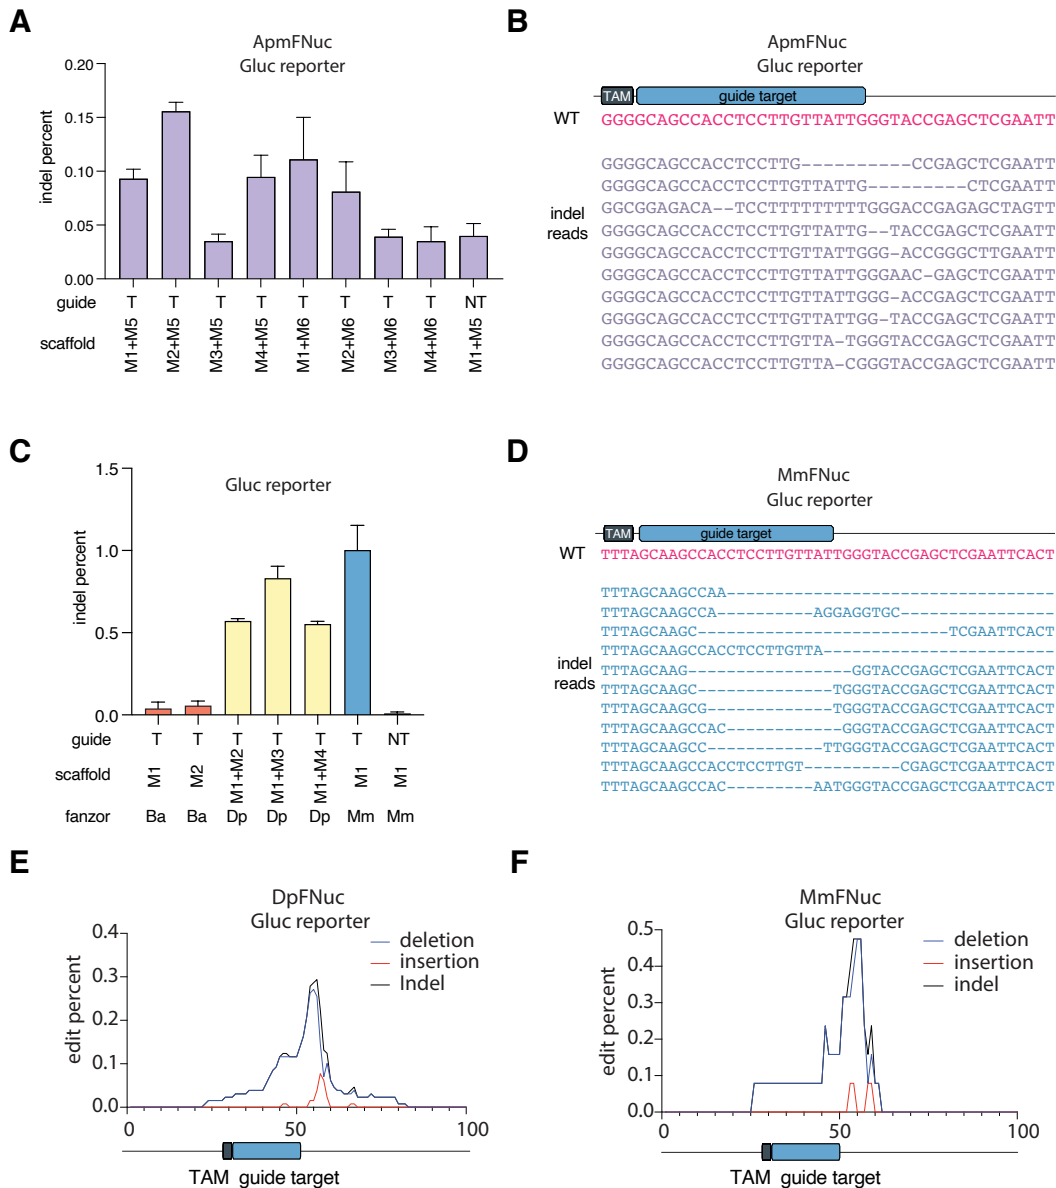 A
ApmFNuc
Gluc reporter
indel percent
0.20
0.15
0.10
0.05
0.00
guide T T T T T T T T NT
scaffold M1+M5 M2+M5 M3+M5 M4+M5 M1+M6 M2+M6 M3+M6 M4+M6 M1+M5
B
ApmFNuc
Gluc reporter
TAM guide target
WT GGGGCAGCCACCTCCTTGTTATTGGGTACCGAGCTCGAATT
indel reads
GGGGCAGCCACCTCCTTG----------CCGAGCTCGAATT
GGGGCAGCCACCTCCTTGTTATTG---------CTCGAATT
GGCGGAGACA--TCCTTTTTTTTTGGGACCGAGAGCTAGTT
GGGGCAGCCACCTCCTTGTTATTG--TACCGAGCTCGAATT
GGGGCAGCCACCTCCTTGTTATTGGG-ACCGGGCTTGAATT
GGGGCAGCCACCTCCTTGTTATTGGGAAC-GAGCTCGAATT
GGGGCAGCCACCTCCTTGTTATTGGG-ACCGAGCTCGAATT
GGGGCAGCCACCTCCTTGTTATTGG-TACCGAGCTCGAATT
GGGGCAGCCACCTCCTTGTTA-TGGGTACCGAGCTCGAATT
GGGGCAGCCACCTCCTTGTTA-CGGGTACCGAGCTCGAATT
C
Gluc reporter
indel percent
1.5
1.0
0.5
0.0
guide T T T T T T NT
scaffold M1 M2 M1+M2 M1+M3 M1+M4 M1 M1
fanzor Ba Ba Dp Dp Dp Mm Mm
D
MmFNuc
Gluc reporter
TAM guide target
WT TTTAGCAAGCCACCTCCTTGTTATTGGGTACCGAGCTCGAATTCACT
indel reads
TTTAGCAAGCCAA----------------------------------
TTTAGCAAGCCA----------AGGAGGTGC----------------
TTTAGCAAGC--------------------------TCGAATTCACT
TTTAGCAAGCCACCTCCTTGTTA------------------------
TTTAGCAAG-----------------GGTACCGAGCTCGAATTCACT
TTTAGCAAGC--------------TGGGTACCGAGCTCGAATTCACT
TTTAGCAAGCG-------------TGGGTACCGAGCTCGAATTCACT
TTTAGCAAGCCAC------------GGGTACCGAGCTCGAATTCACT
TTTAGCAAGCC------------TTGGGTACCGAGCTCGAATTCACT
TTTAGCAAGCCACCTCCTTGT----------CGAGCTCGAATTCACT
TTTAGCAAGCCAC---------AATGGGTACCGAGCTCGAATTCACT
E
DpFNuc
Gluc reporter
deletion
insertion
Indel
edit percent
0.4
0.3
0.2
0.1
0.0
0 50 100
TAM guide target
F
MmFNuc
Gluc reporter
deletion
insertion
indel
edit percent
0.5
0.4
0.3
0.2
0.1
0.0
0 50 100
TAM guide target